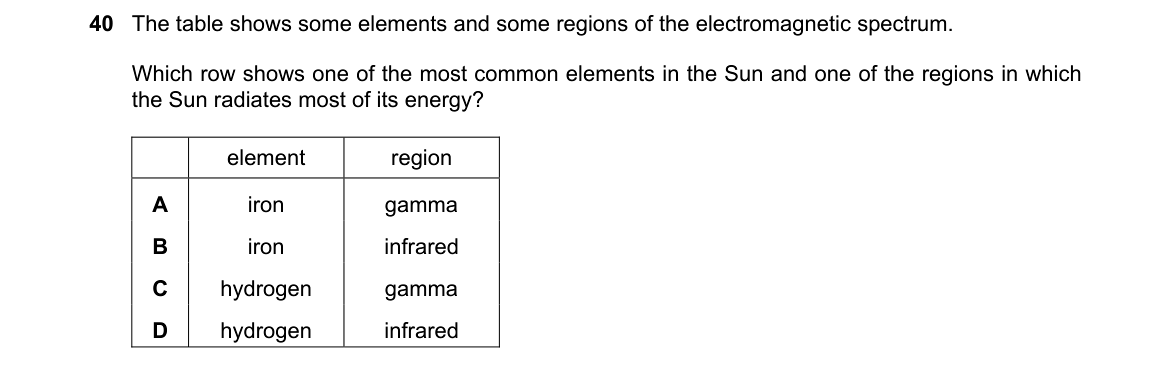 40 The table shows some elements and some regions of the electromagnetic spectrum.
Which row shows one of the most common elements in the Sun and one of the regions in which
the Sun radiates most of its energy?
element region
A iron gamma
B iron infrared
C hydrogen gamma
D hydrogen infrared